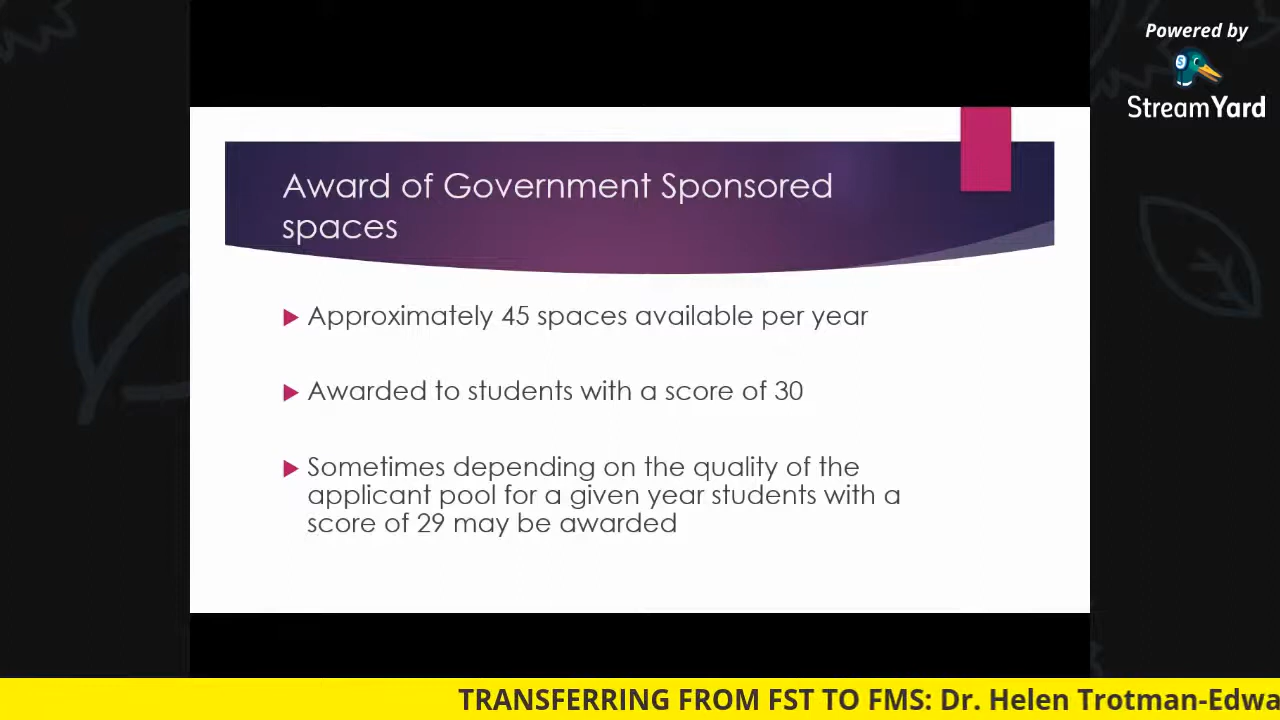 Powered by
StreamYard
Award of Government Sponsored
spaces
Approximately 45 spaces available per year
Awarded to students with a score of 30
Sometimes depending on the quality of the
applicant pool for a given year students with a
score of 29 may be awarded
TRANSFERRING FROM FST TO FMS: Dr. Helen Trotman-Edwa